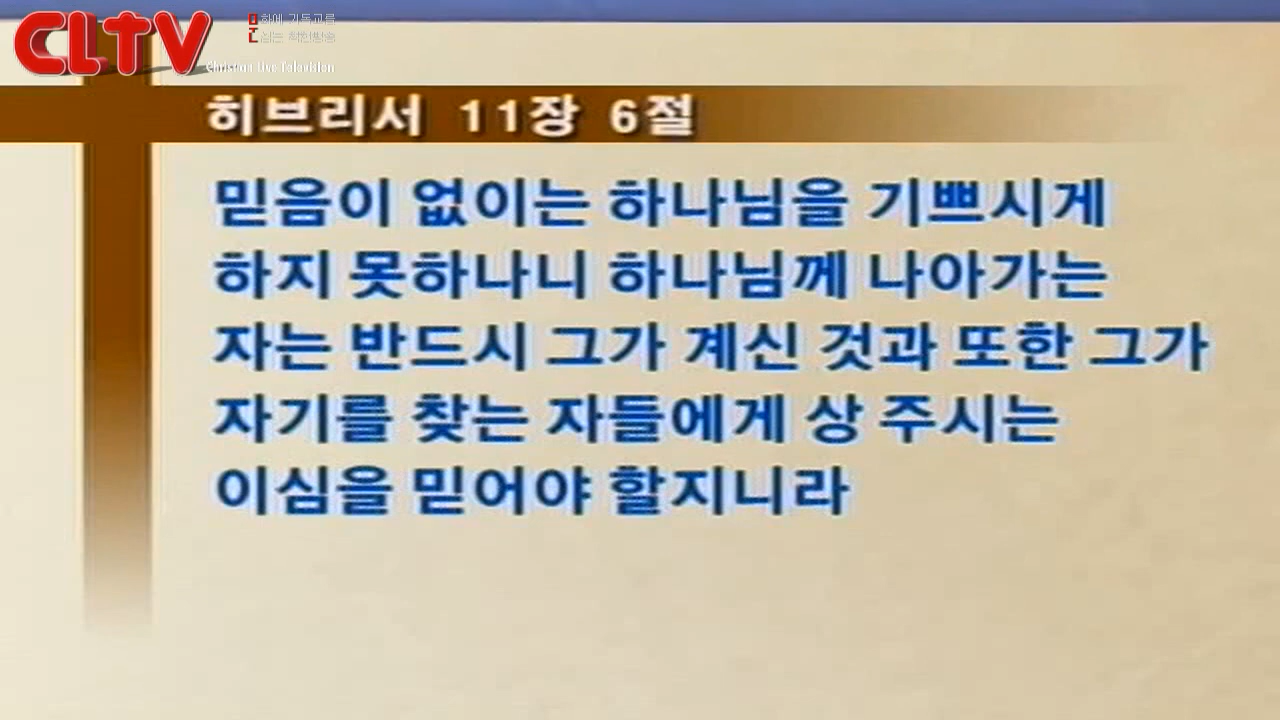 CLTV
Christian Live Television
히브리서 11장 6절
믿음이 없이는 하나님을 기쁘시게
하지 못하나니 하나님께 나아가는
자는 반드시 그가 계신 것과 또한 그가
자기를 찾는 자들에게 상 주시는
이심을 믿어야 할지니라